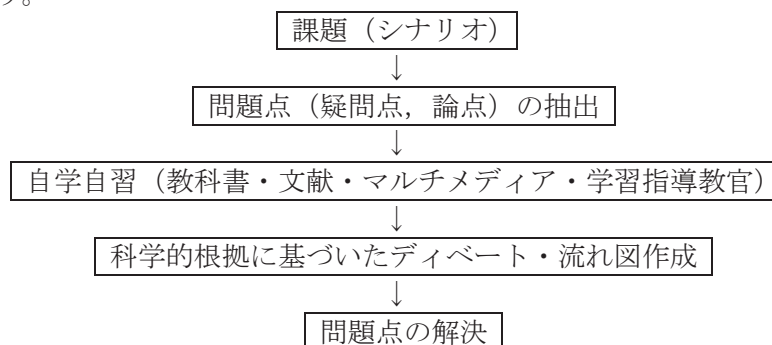 す。
課題（シナリオ）
↓
問題点（疑問点，論点）の抽出
↓
自学自習（教科書・文献・マルチメディア・学習指導教官）
↓
科学的根拠に基づいたディベート・流れ図作成
↓
問題点の解決